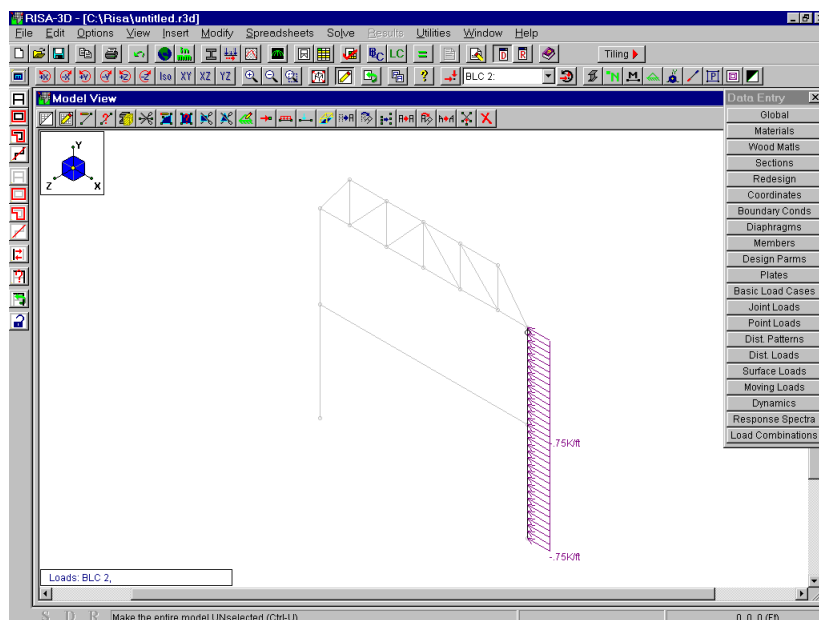 RISA-3D - [C:\Risa\untitled.r3d]
File Edit Options View Insert Modify Spreadsheets Solve Results Utilities Window Help
LC D R Tiling
Iso XY XZ YZ BLC 2:
Model View
Data Entry
Global
Materials
Wood Matls
Sections
Redesign
Coordinates
Boundary Conds
Diaphragms
Members
Design Parms
Plates
Basic Load Cases
Joint Loads
Point Loads
Dist. Patterns
Dist. Loads
Surface Loads
Moving Loads
Dynamics
Response Spectra
Load Combinations
Y
Z X
-.75K/ft
-.75K/ft
Loads: BLC 2,
S D R Make the entire model UNselected (Ctrl-U) 0, 0, 0 (Ft)